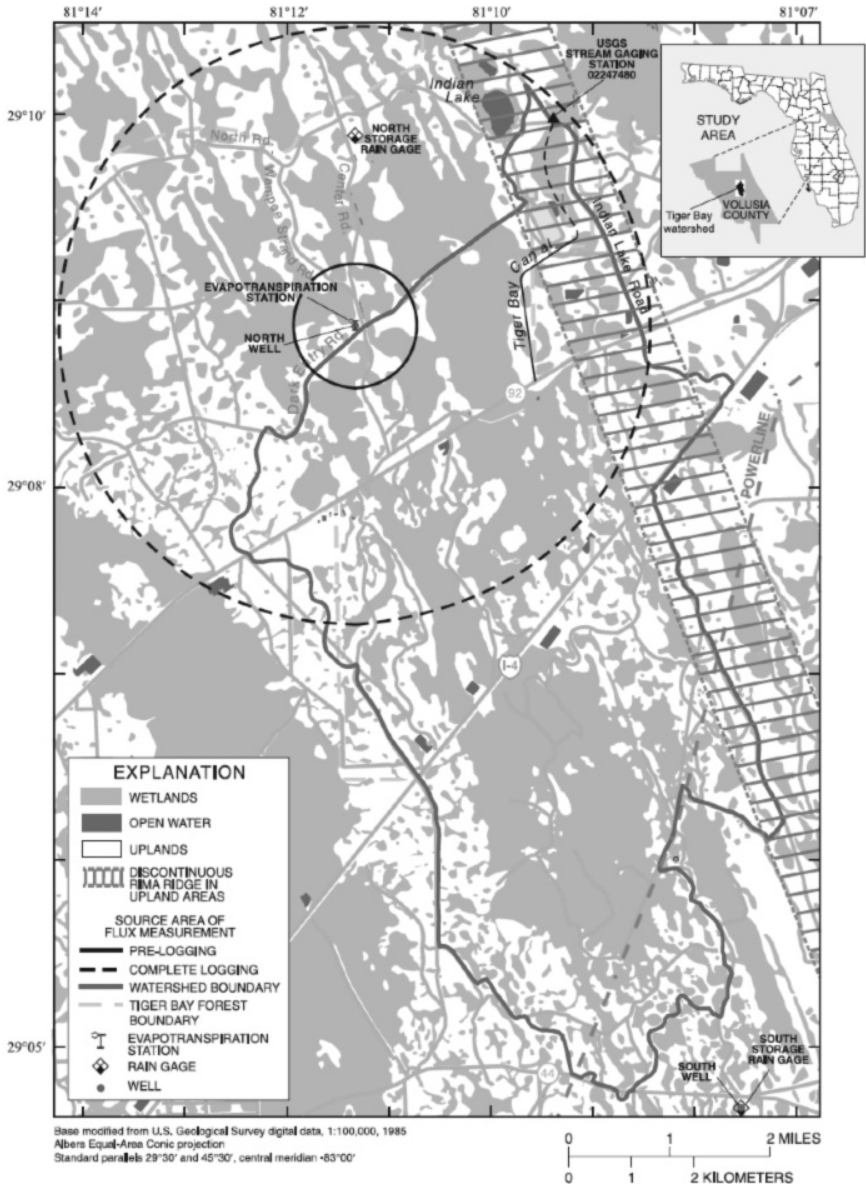 81°14'
81°12'
81°10'
81°07'
29°10'
29°08'
29°05'
USGS
STREAM GAGING
STATION
02247480
Indian
Lake
NORTH
STORAGE
RAIN GAGE
North Rd.
Center Rd.
Indian Lake Road
STUDY
AREA
VOLUSIA
COUNTY
Tiger Bay
watershed
EVAPOTRANSPIRATION
STATION
NORTH
WELL
Dark Entry Rd.
Tiger Bay Canal
92
POWERLINE
I-4
EXPLANATION
WETLANDS
OPEN WATER
UPLANDS
DISCONTINUOUS
RIMA RIDGE IN
UPLAND AREAS
SOURCE AREA OF
FLUX MEASUREMENT
PRE-LOGGING
COMPLETE LOGGING
WATERSHED BOUNDARY
TIGER BAY FOREST
BOUNDARY
EVAPOTRANSPIRATION
STATION
RAIN GAGE
WELL
44
SOUTH
WELL
SOUTH
STORAGE
RAIN GAGE
Base modified from U.S. Geological Survey digital data, 1:100,000, 1985
Albers Equal-Area Conic projection
Standard parallels 29°30' and 45°30', central meridian -83°00'
0 1 2 MILES
0 1 2 KILOMETERS